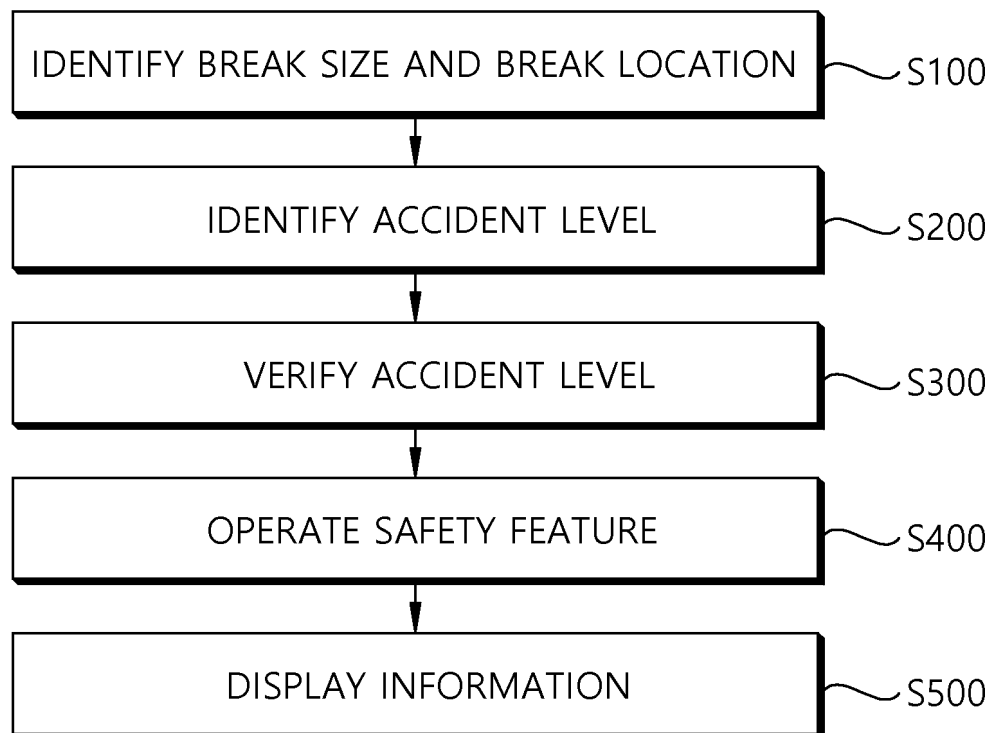 IDENTIFY BREAK SIZE AND BREAK LOCATION
S100
IDENTIFY ACCIDENT LEVEL
S200
VERIFY ACCIDENT LEVEL
S300
OPERATE SAFETY FEATURE
S400
DISPLAY INFORMATION
S500